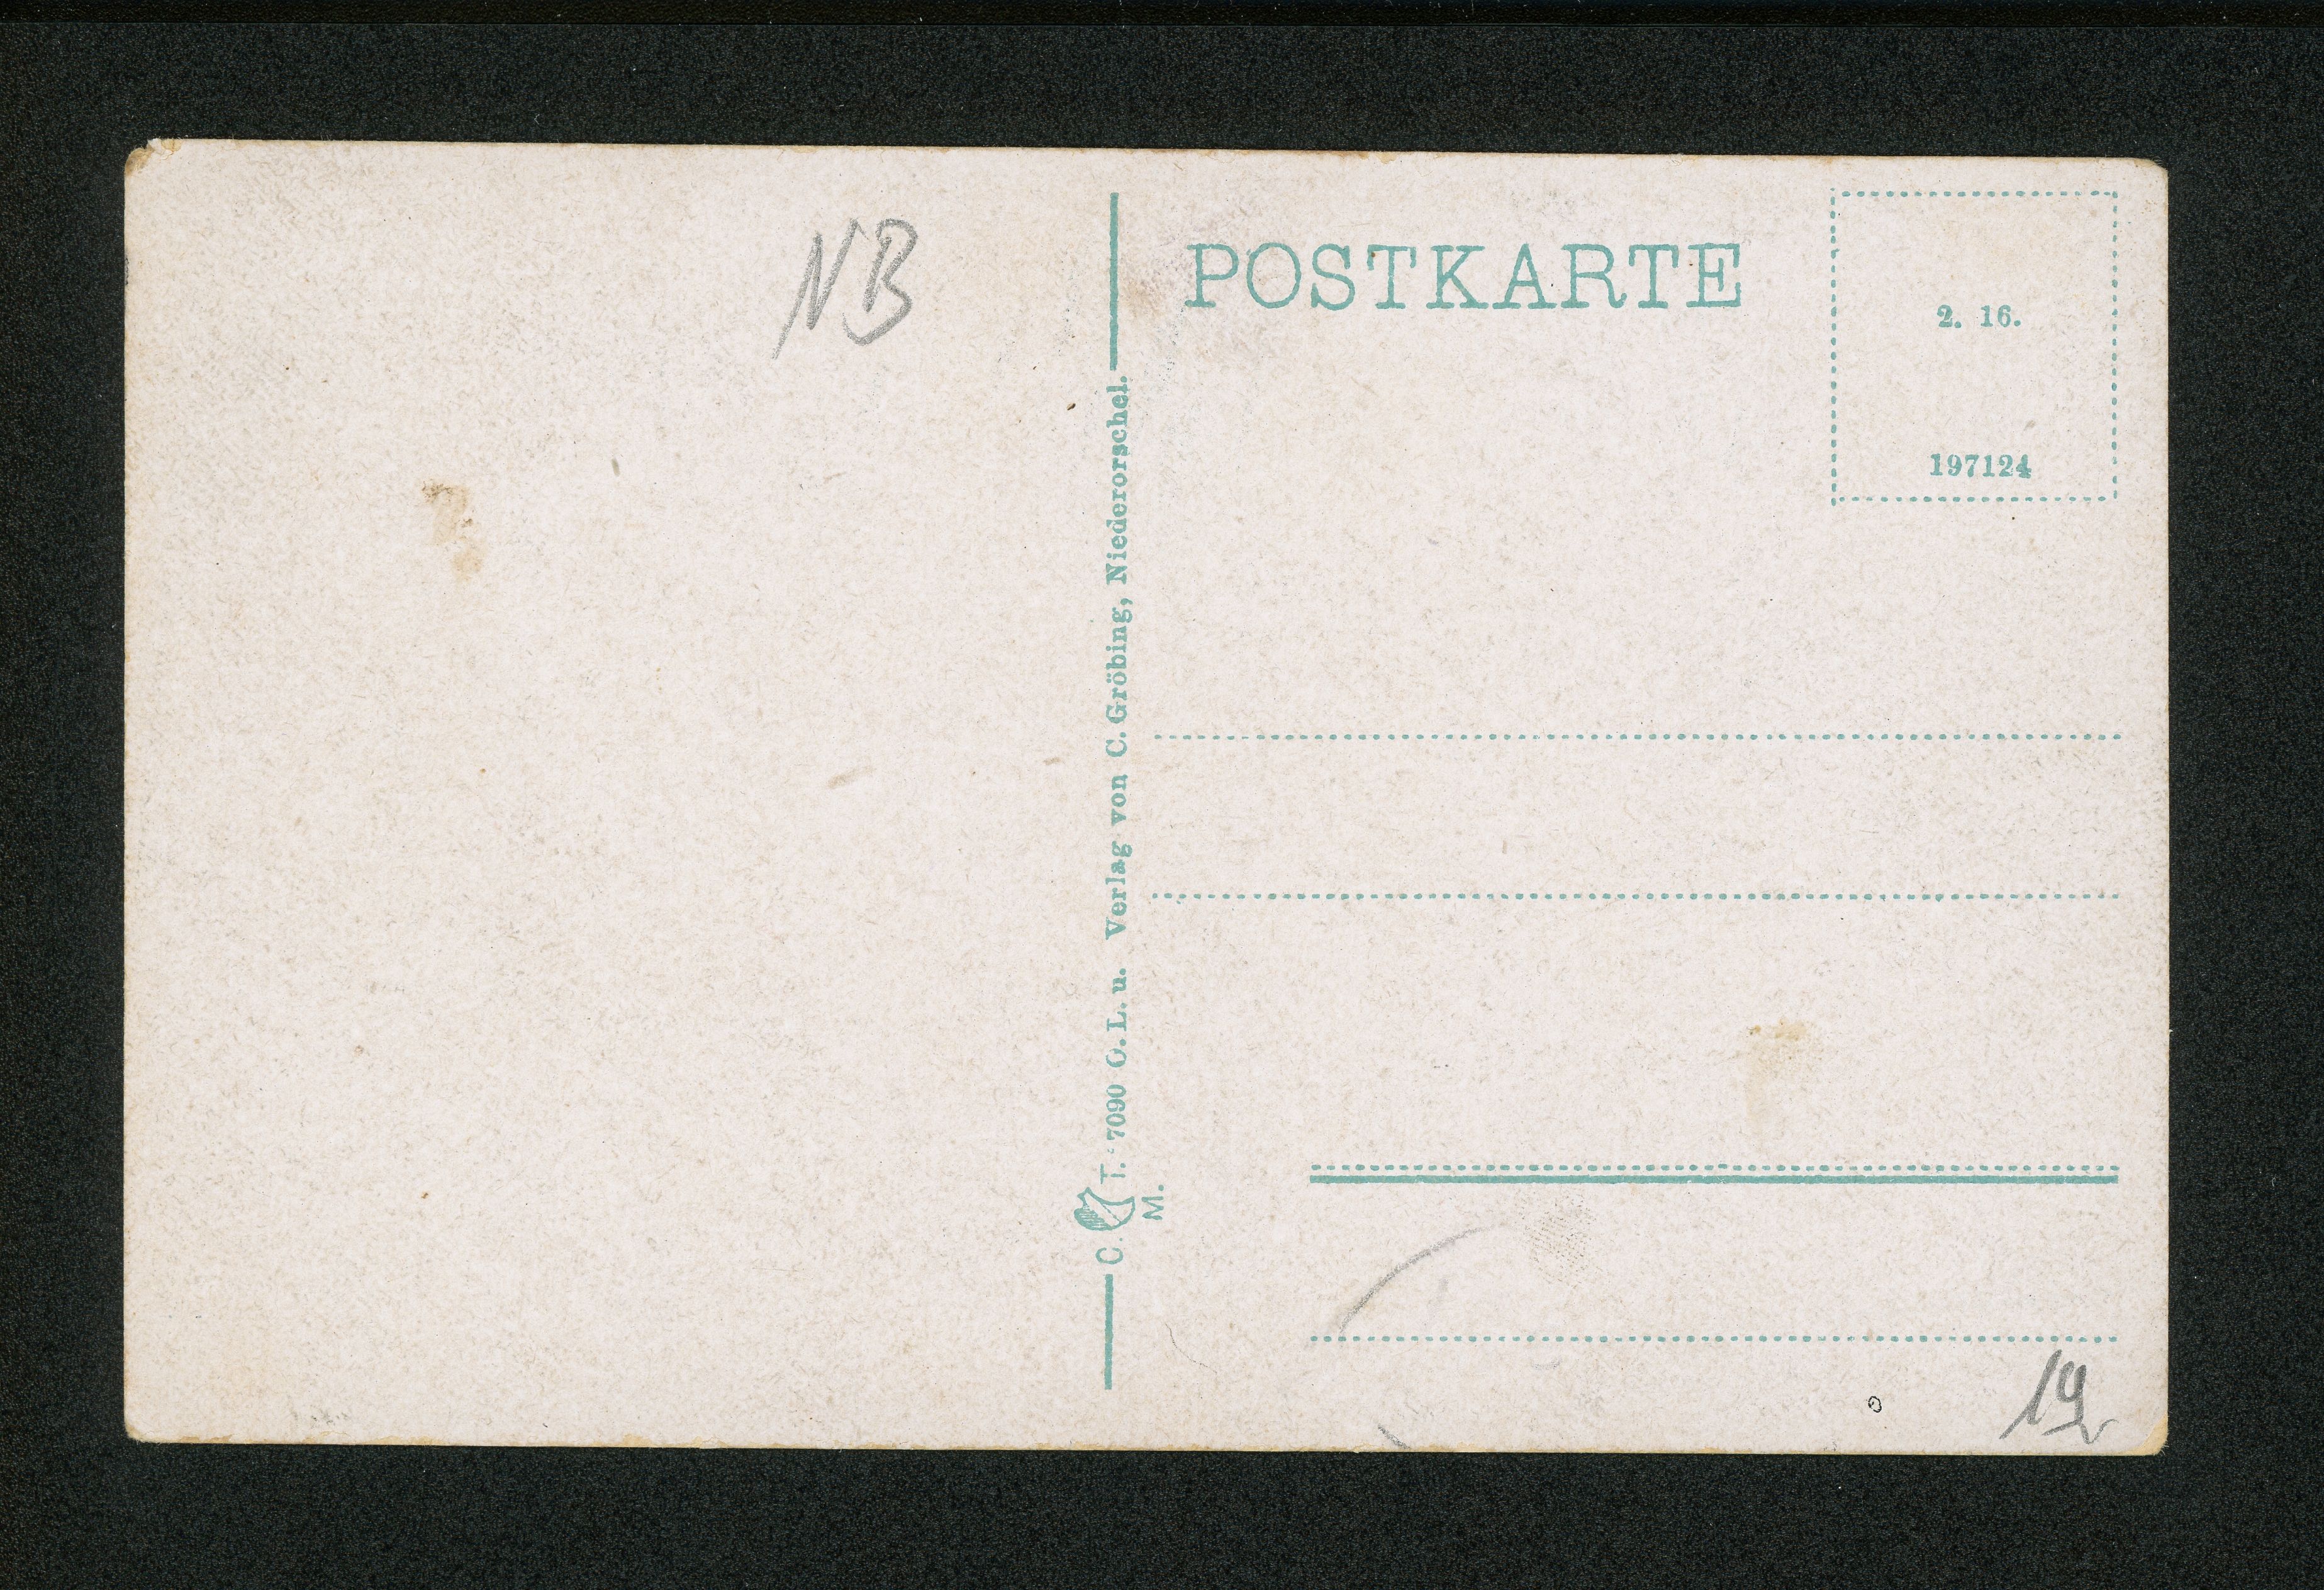 NB
C. T. 7090 O. L. u. Verlag von C. Gröbing, Niederorschel.
M.
POSTKARTE
2. 16.
197124
19